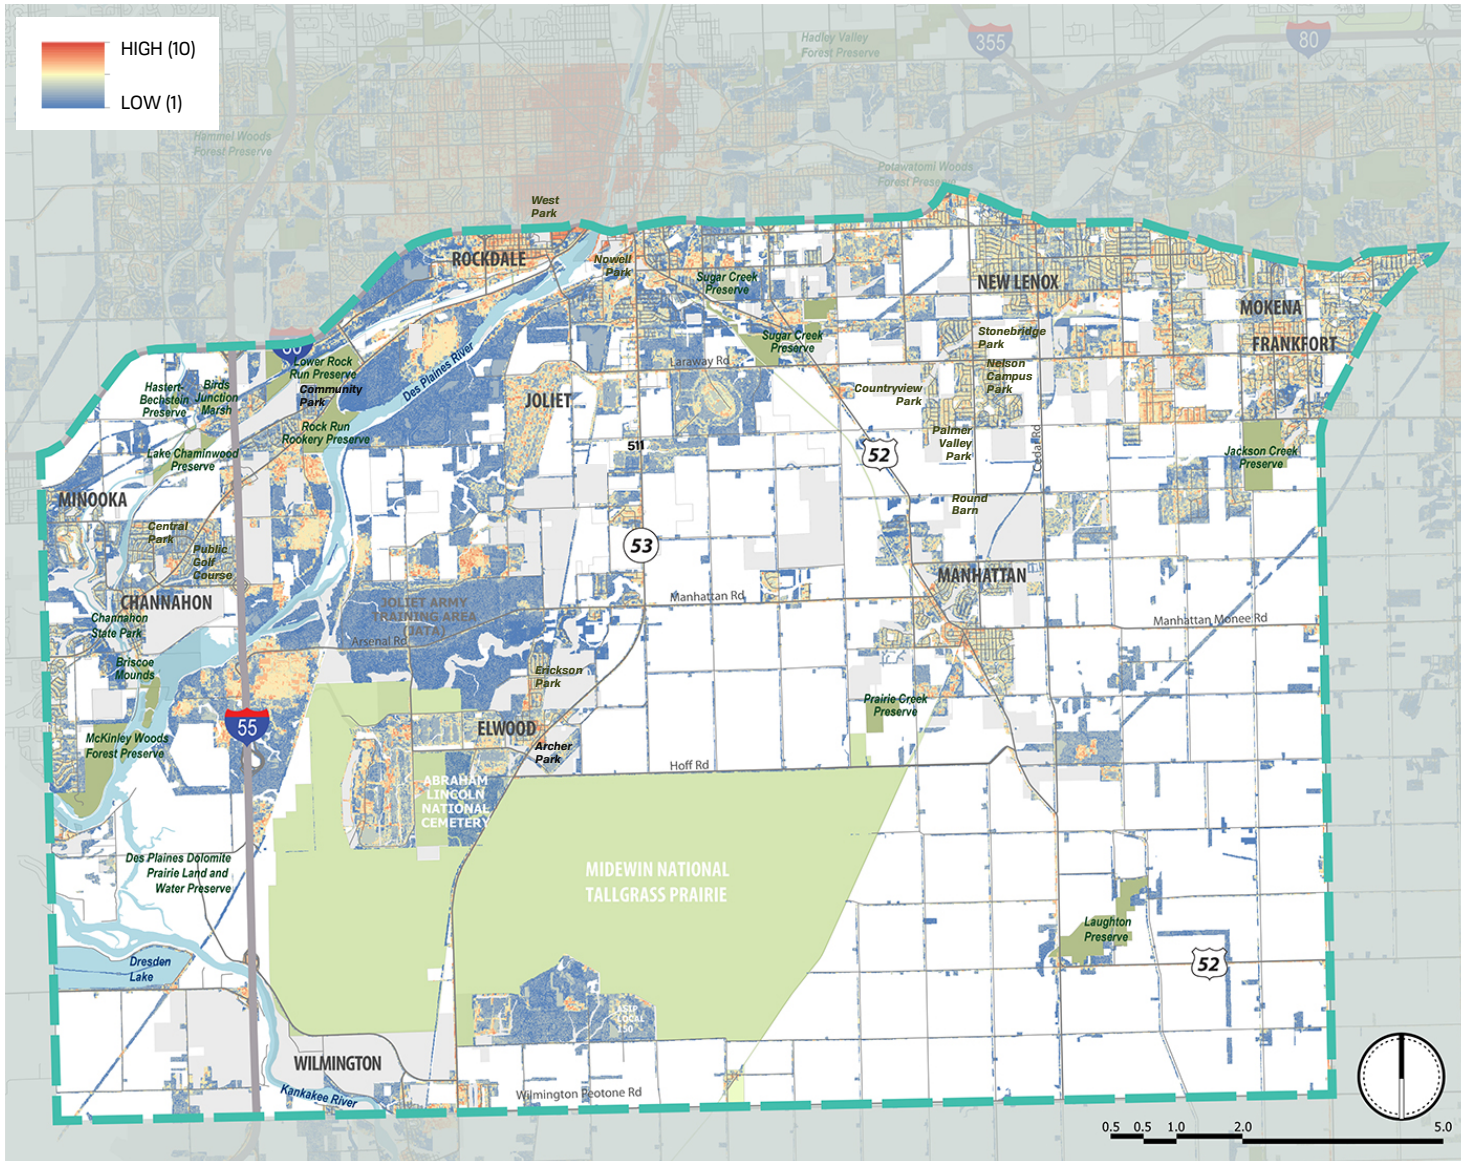 HIGH (10)
LOW (1)
Hadley Valley
Forest Preserve
355
80
Hammel Woods
Forest Preserve
Potawatomi Woods
Forest Preserve
West
Park
ROCKDALE
Nowell
Park
Sugar Creek
Preserve
NEW LENOX
MOKENA
Sugar Creek
Preserve
Stonebridge
Park
FRANKFORT
Lower Rock
Run Preserve
Laraway Rd
Des Plaines River
Nelson
Campus
Park
Hastert-
Bechstein
Preserve
Birds
Junction
Marsh
Community
Park
Countryview
Park
JOLIET
Rock Run
Rookery Preserve
Palmer
Valley
Park
Cedar Rd
511
52
Lake Chaminwood
Preserve
Jackson Creek
Preserve
MINOOKA
Round
Barn
Central
Park
Public
Golf
Course
53
MANHATTAN
CHANNAHON
JOLIET ARMY
TRAINING AREA
(JATA)
Manhattan Rd
Channahon
State Park
Arsenal Rd
Manhattan Monee Rd
Briscoe
Mounds
Erickson
Park
Prairie Creek
Preserve
55
ELWOOD
McKinley Woods
Forest Preserve
Archer
Park
Hoff Rd
ABRAHAM
LINCOLN
NATIONAL
CEMETERY
Des Plaines Dolomite
Prairie Land and
Water Preserve
MIDEWIN NATIONAL
TALLGRASS PRAIRIE
Laughton
Preserve
Dresden
Lake
52
LOCAL
150
WILMINGTON
Kankakee River
Wilmington Peotone Rd
0.5 0.5 1.0 2.0 5.0